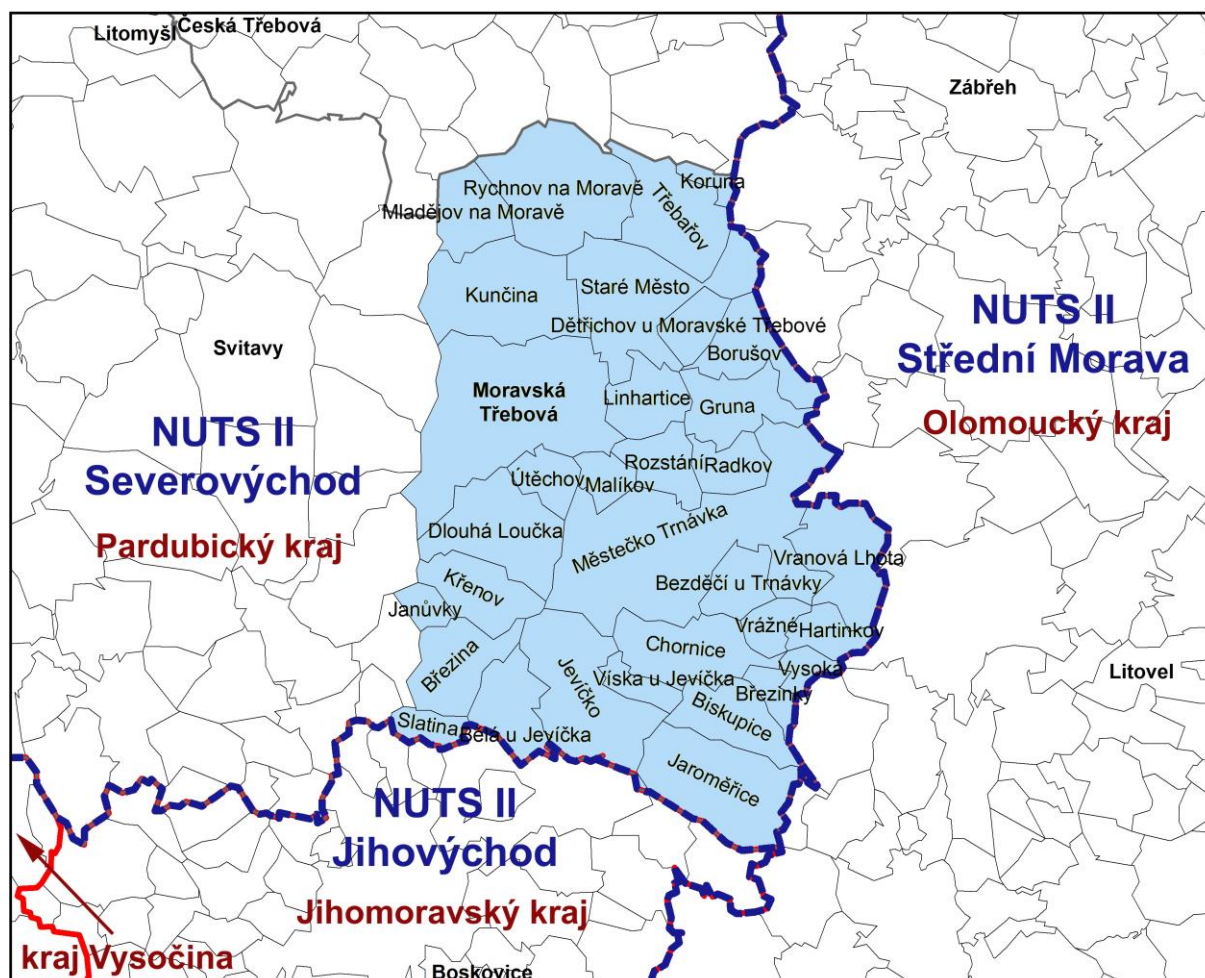 Česká Třebová
Litomyšl
Zábřeh
Koruna
Rychnov na Moravě
Mladějov na Moravě
Třebařov
Kunčina
Staré Město
NUTS II
Střední Morava
Olomoucký kraj
Dětřichov u Moravské Třebové
Borušov
Svitavy
Moravská
Třebová
Linhartice
Gruna
NUTS II
Severovýchod
Pardubický kraj
Rozstání
Radkov
Útěchov
Malíkov
Dlouhá Loučka
Městečko Trnávka
Vranová Lhota
Bezděčí u Trnávky
Křenov
Janůvky
Vrážné
Hartinkov
Chornice
Březina
Jevíčko
Víska u Jevíčka
Vysoká
Březinky
Litovel
Biskupice
Slatina
Bělá u Jevíčka
Jaroměřice
NUTS II
Jihovýchod
Jihomoravský kraj
kraj Vysočina
Boskovice